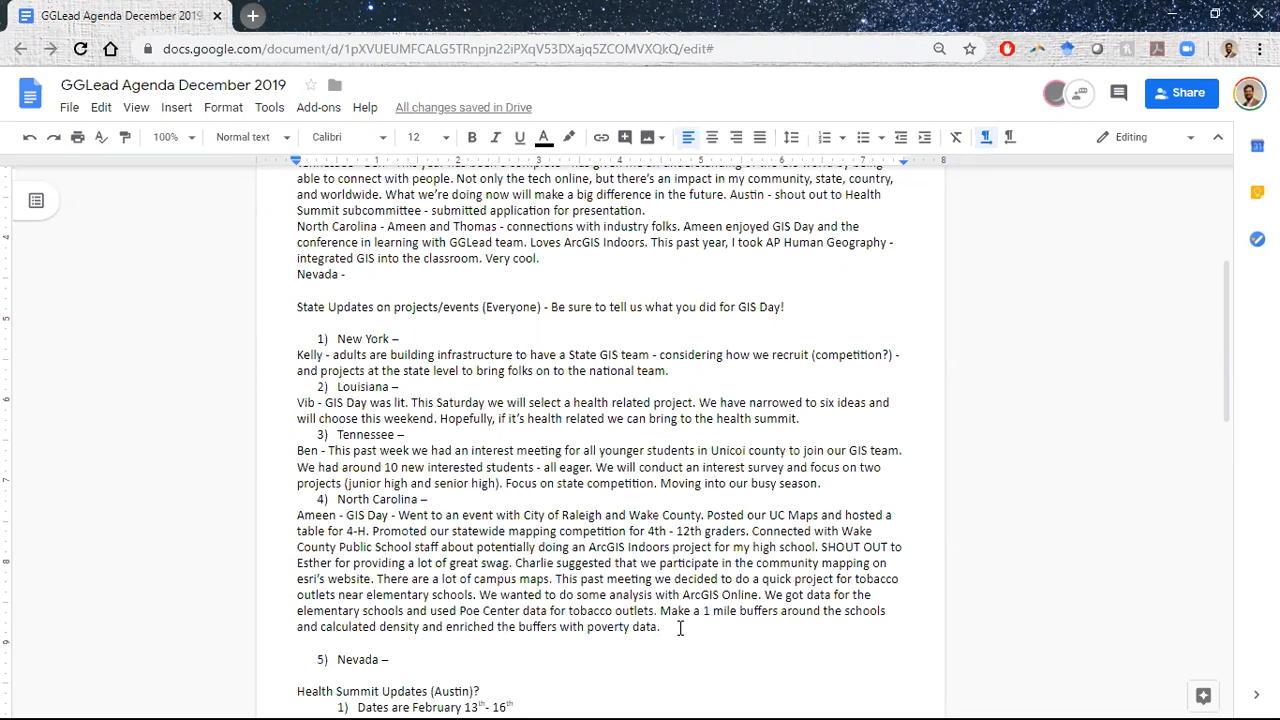 GGLead Agenda December 2019
docs.google.com/document/d/1pXVUEUMFCALG5TRnpjn22iPXqV53DXajq5ZCOMVXQkQ/edit#
GGLead Agenda December 2019
File Edit View Insert Format Tools Add-ons Help All changes saved in Drive
Share
100% Normal text Calibri 12 Editing
1 2 3 4 5 6 7 8
able to connect with people. Not only the tech online, but there's an impact in my community, state, country,
and worldwide. What we're doing now will make a big difference in the future. Austin - shout out to Health
Summit subcommittee - submitted application for presentation.
North Carolina - Ameen and Thomas - connections with industry folks. Ameen enjoyed GIS Day and the
conference in learning with GGLead team. Loves ArcGIS Indoors. This past year, I took AP Human Geography -
integrated GIS into the classroom. Very cool.
Nevada -
State Updates on projects/events (Everyone) - Be sure to tell us what you did for GIS Day!
1) New York –
Kelly - adults are building infrastructure to have a State GIS team - considering how we recruit (competition?) -
and projects at the state level to bring folks on to the national team.
2) Louisiana –
Vib - GIS Day was lit. This Saturday we will select a health related project. We have narrowed to six ideas and
will choose this weekend. Hopefully, if it's health related we can bring to the health summit.
3) Tennessee –
Ben - This past week we had an interest meeting for all younger students in Unicoi county to join our GIS team.
We had around 10 new interested students - all eager. We will conduct an interest survey and focus on two
projects (junior high and senior high). Focus on state competition. Moving into our busy season.
4) North Carolina –
Ameen - GIS Day - Went to an event with City of Raleigh and Wake County. Posted our UC Maps and hosted a
table for 4-H. Promoted our statewide mapping competition for 4th - 12th graders. Connected with Wake
County Public School staff about potentially doing an ArcGIS Indoors project for my high school. SHOUT OUT to
Esther for providing a lot of great swag. Charlie suggested that we participate in the community mapping on
esri's website. There are a lot of campus maps. This past meeting we decided to do a quick project for tobacco
outlets near elementary schools. We wanted to do some analysis with ArcGIS Online. We got data for the
elementary schools and used Poe Center data for tobacco outlets. Make a 1 mile buffers around the schools
and calculated density and enriched the buffers with poverty data.
5) Nevada –
Health Summit Updates (Austin)?
1) Dates are February 13th- 16th